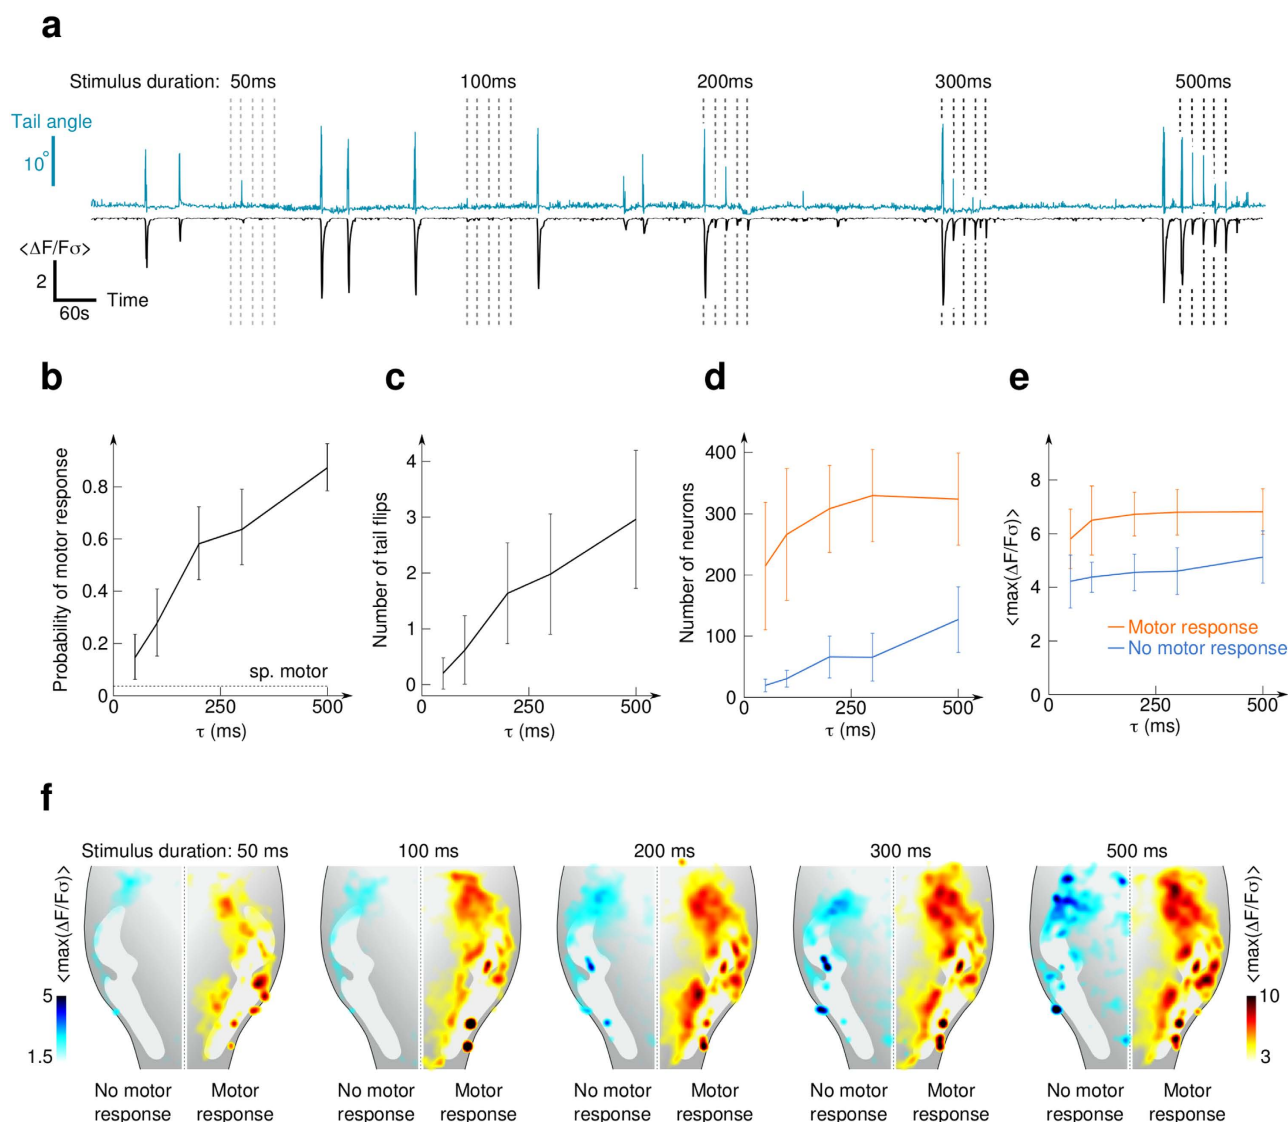 a
Stimulus duration: 50ms 100ms 200ms 300ms 500ms
Tail angle
10°
<ΔF/Fσ>
2
Time
60s
b
Probability of motor response
0.8
0.6
0.4
0.2
0
sp. motor
0 250 500
τ (ms)
c
Number of tail flips
4
3
2
1
0
0 250 500
τ (ms)
d
Number of neurons
400
300
200
100
0
0 250 500
τ (ms)
e
<max(ΔF/Fσ)>
8
6
4
2
0
Motor response
No motor response
0 250 500
τ (ms)
f
Stimulus duration: 50 ms 100 ms 200 ms 300 ms 500 ms
<max(ΔF/Fσ)>
5
1.5
<max(ΔF/Fσ)>
10
3
No motor response
Motor response
No motor response
Motor response
No motor response
Motor response
No motor response
Motor response
No motor response
Motor response